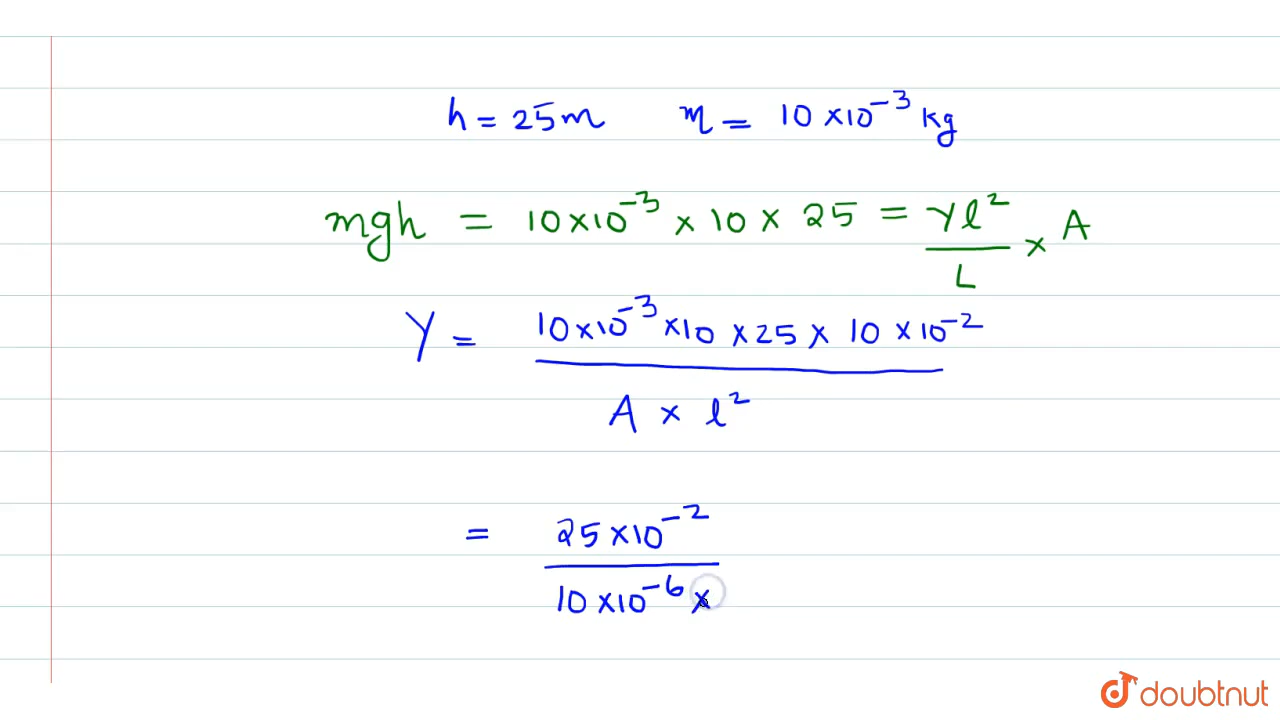 h = 25m m = 10 × 10⁻³ kg
mgh = 10 × 10⁻³ × 10 × 25 = Yl²/L × A
Y = 10 × 10⁻³ × 10 × 25 × 10 × 10⁻²
A × l²
= 25 × 10⁻²
10 × 10⁻⁶ ×
doubtnut